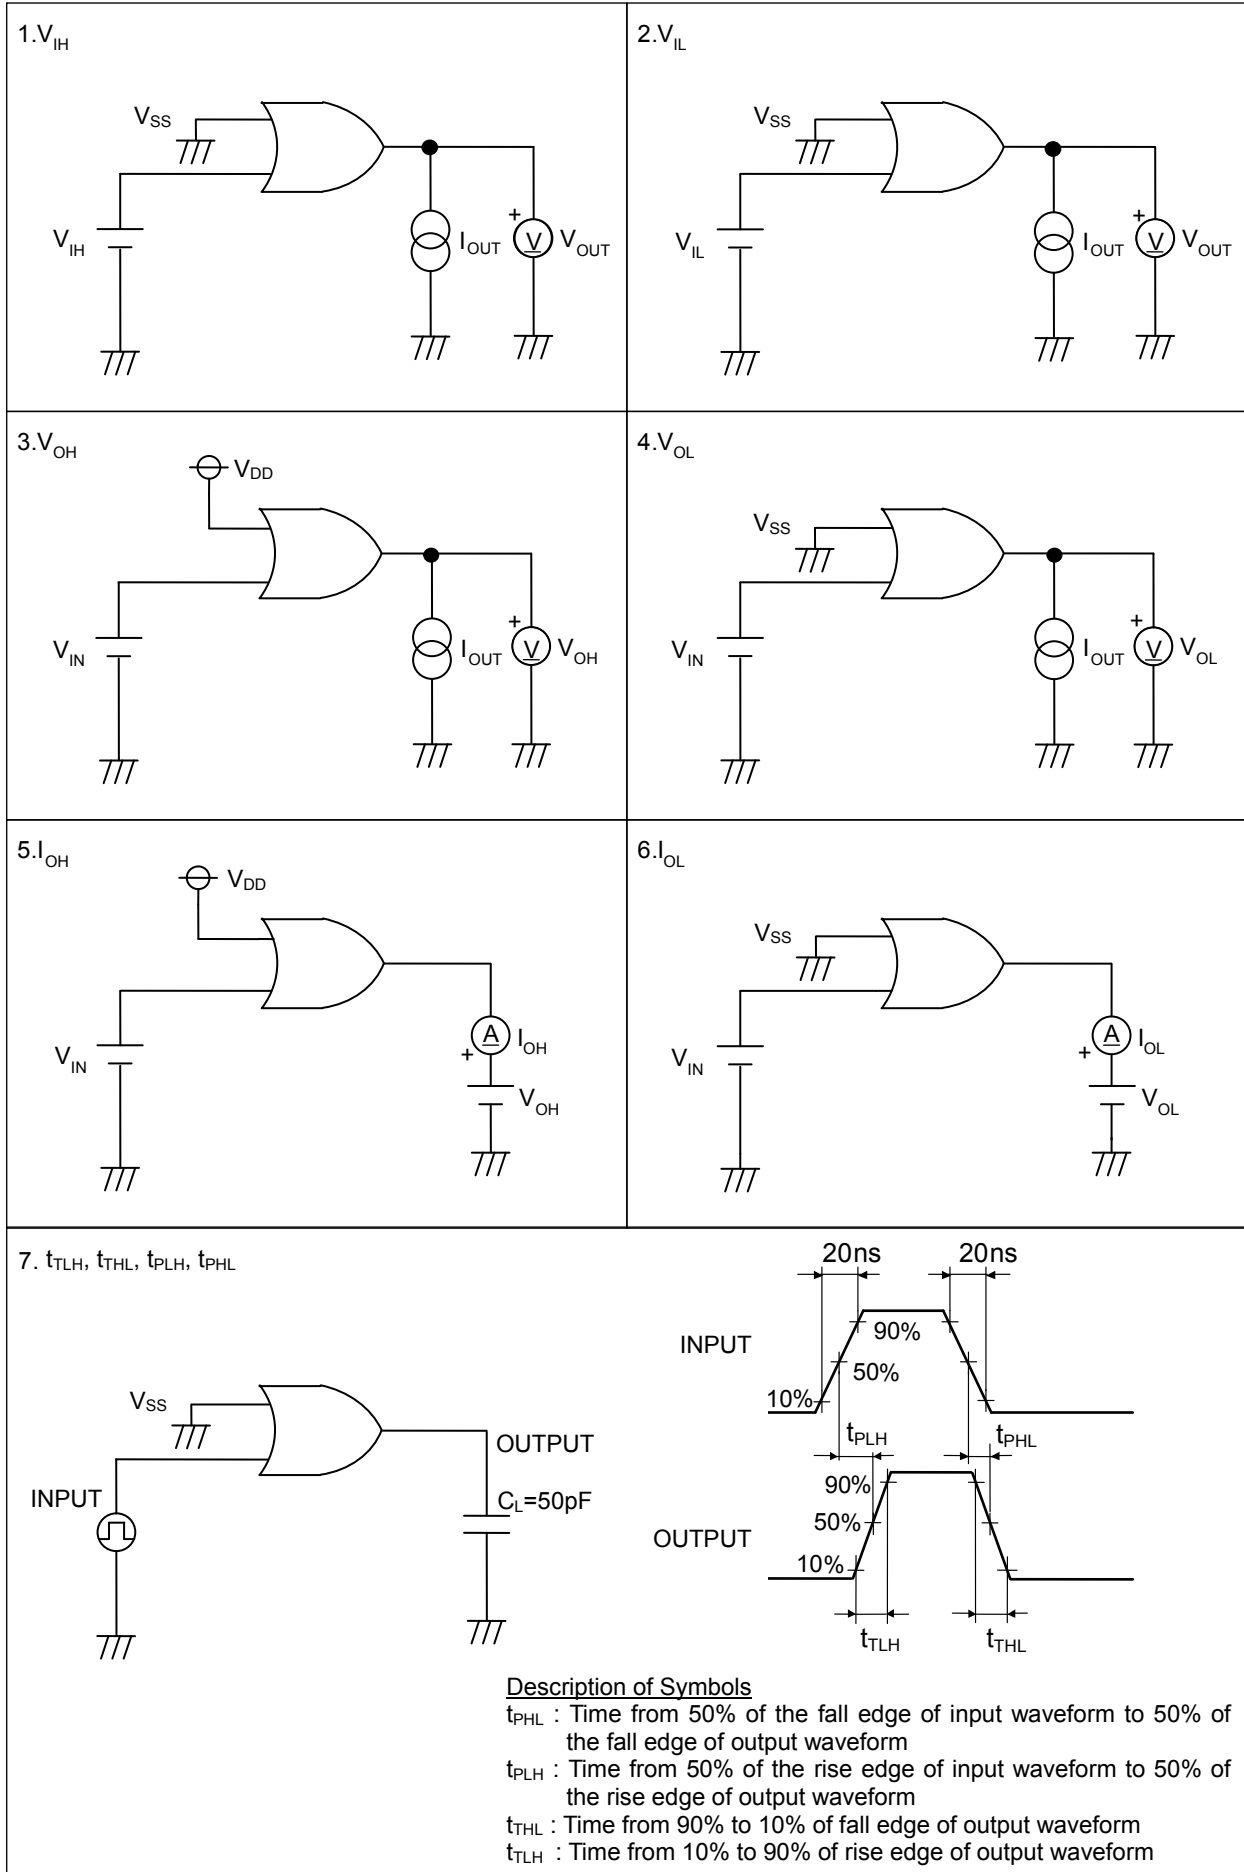 1.VIH
VSS
VIH
IOUT
+
V
VOUT
2.VIL
VSS
VIL
IOUT
+
V
VOUT
3.VOH
VDD
VIN
IOUT
+
V
VOH
4.VOL
VSS
VIN
IOUT
+
V
VOL
5.IOH
VDD
VIN
A
IOH
+
VOH
6.IOL
VSS
VIN
A
IOL
+
VOL
7. tTLH, tTHL, tPLH, tPHL
VSS
INPUT
OUTPUT
CL=50pF
20ns
20ns
INPUT
90%
50%
10%
tPLH
tPHL
90%
50%
OUTPUT
10%
tTLH
tTHL
Description of Symbols
tPHL : Time from 50% of the fall edge of input waveform to 50% of
the fall edge of output waveform
tPLH : Time from 50% of the rise edge of input waveform to 50% of
the rise edge of output waveform
tTHL : Time from 90% to 10% of fall edge of output waveform
tTLH : Time from 10% to 90% of rise edge of output waveform